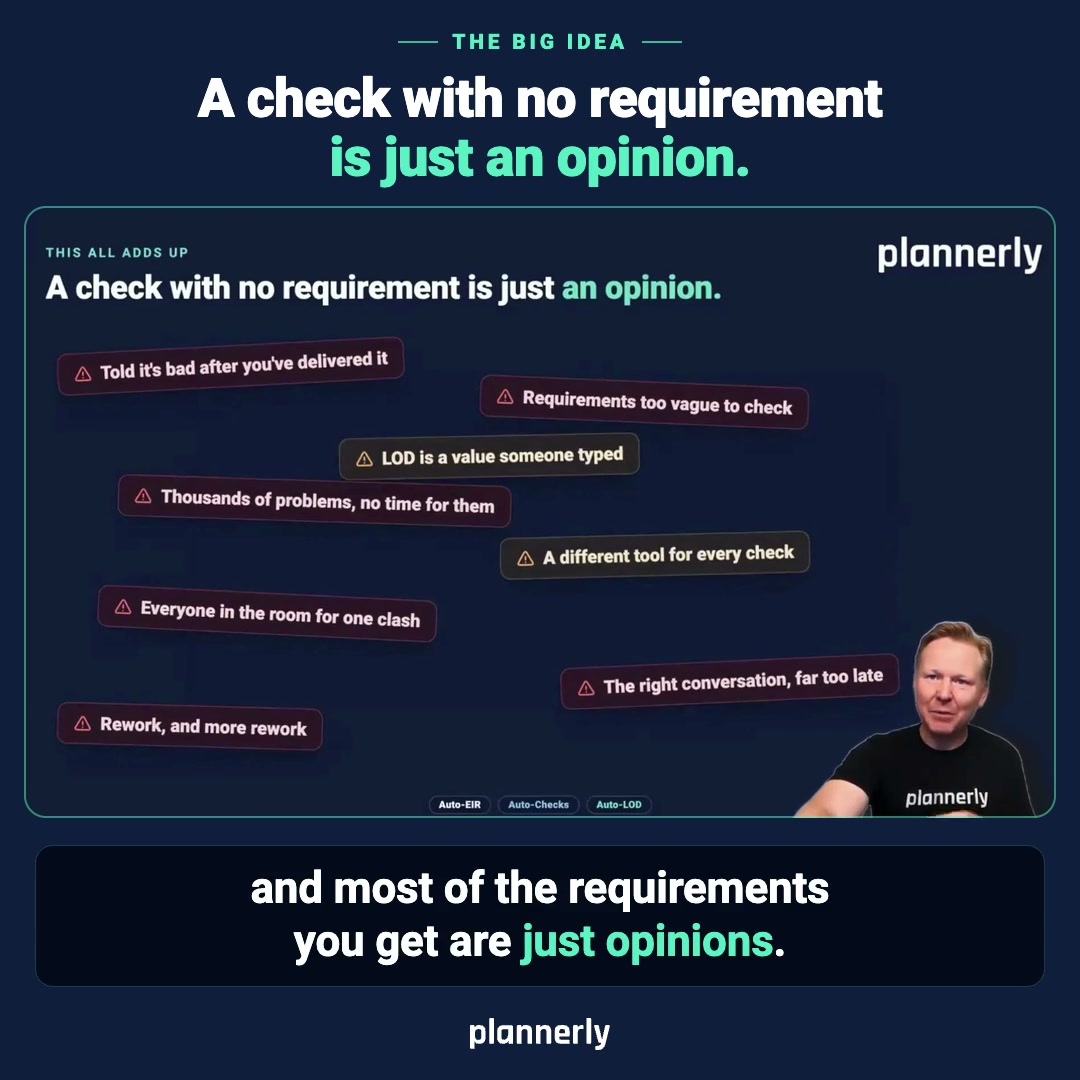 THE BIG IDEA
A check with no requirement
is just an opinion.
THIS ALL ADDS UP
plannerly
A check with no requirement is just an opinion.
Told it's bad after you've delivered it
Requirements too vague to check
LOD is a value someone typed
Thousands of problems, no time for them
A different tool for every check
Everyone in the room for one clash
The right conversation, far too late
Rework, and more rework
plannerly
Auto-EIR
Auto-Checks
Auto-LOD
and most of the requirements
you get are just opinions.
plannerly